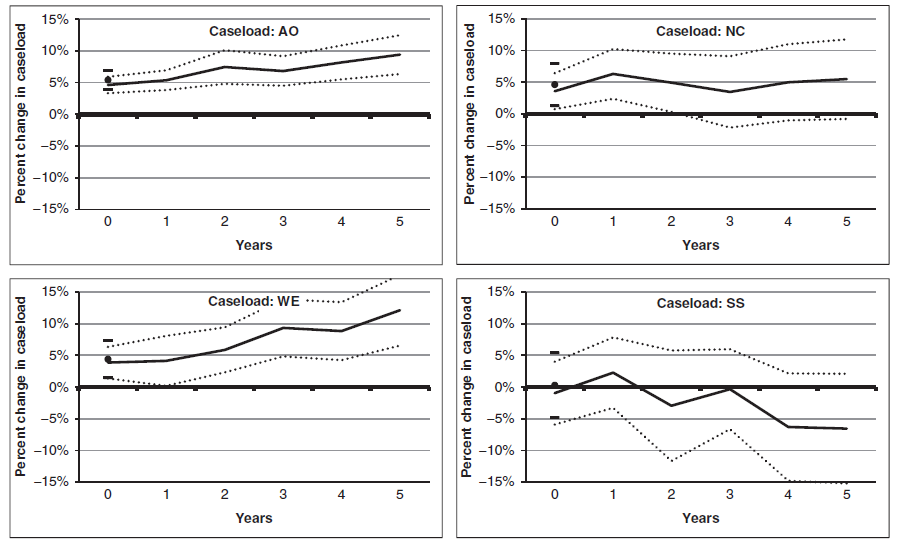 Caseload: AO
Percent change in caseload
15%
10%
5%
0%
−5%
−10%
−15%
0 1 2 3 4 5
Years
Caseload: NC
Percent change in caseload
15%
10%
5%
0%
−5%
−10%
−15%
0 1 2 3 4 5
Years
Caseload: WE
Percent change in caseload
15%
10%
5%
0%
−5%
−10%
−15%
0 1 2 3 4 5
Years
Caseload: SS
Percent change in caseload
15%
10%
5%
0%
−5%
−10%
−15%
0 1 2 3 4 5
Years